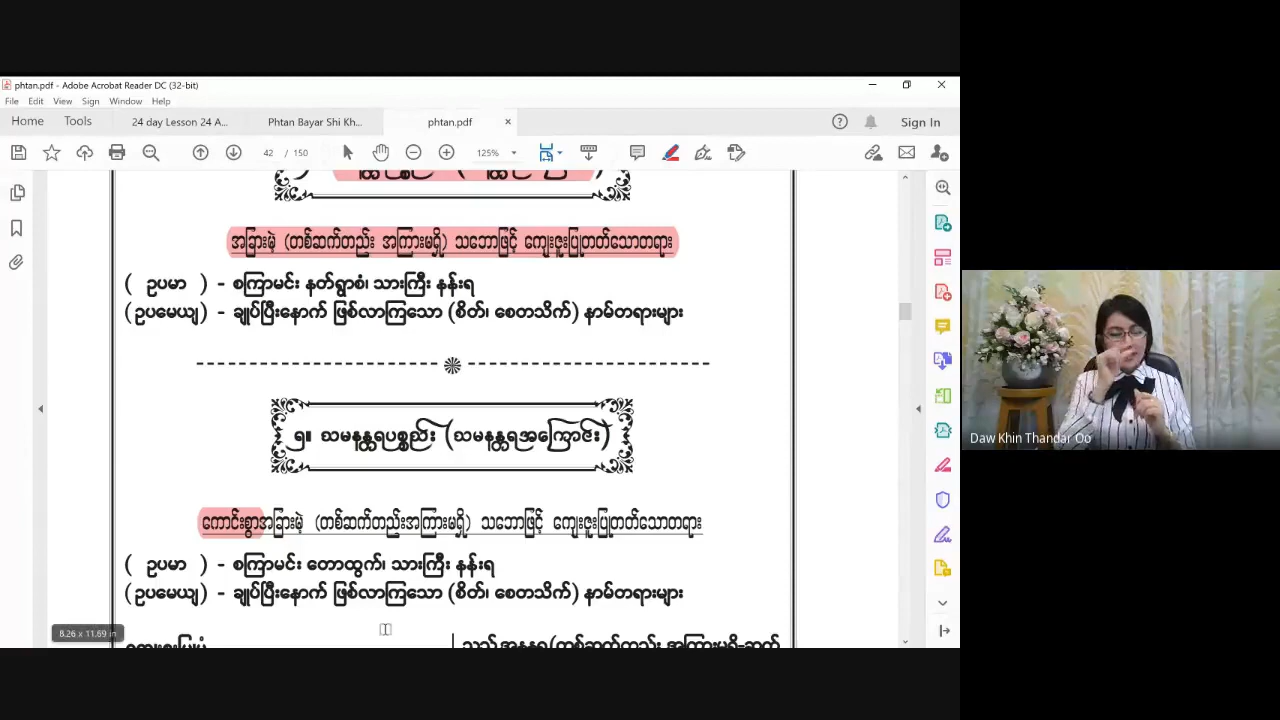 phtan.pdf - Adobe Acrobat Reader DC (32-bit)
File Edit View Sign Window Help
Home Tools 24 day Lesson 24 A... Phtan Bayar Shi Kh... phtan.pdf × Sign In
42 / 150 125%
အခြားမဲ့ (တစ်ဆက်တည်း အကြားမရှိ) သဘောဖြင့် ကျေးဇူးပြုတတ်သောတရား
( ဥပမာ ) - စကြာမင်း နတ်ရွာစံ၊ သားကြီး နန်းရ
(ဥပမေယျ) - ချုပ်ပြီးနောက် ဖြစ်လာကြသော (စိတ်၊ စေတသိက်) နာမ်တရားများ
၅။ သမနန္တရပစ္စည်း (သမနန္တရအကြောင်း)
ကောင်းစွာအခြားမဲ့ (တစ်ဆက်တည်းအကြားမရှိ) သဘောဖြင့် ကျေးဇူးပြုတတ်သောတရား
( ဥပမာ ) - စကြာမင်း တောထွက်၊ သားကြီး နန်းရ
(ဥပမေယျ) - ချုပ်ပြီးနောက် ဖြစ်လာကြသော (စိတ်၊ စေတသိက်) နာမ်တရားများ
8.26 x 11.69 in
Daw Khin Thandar Oo